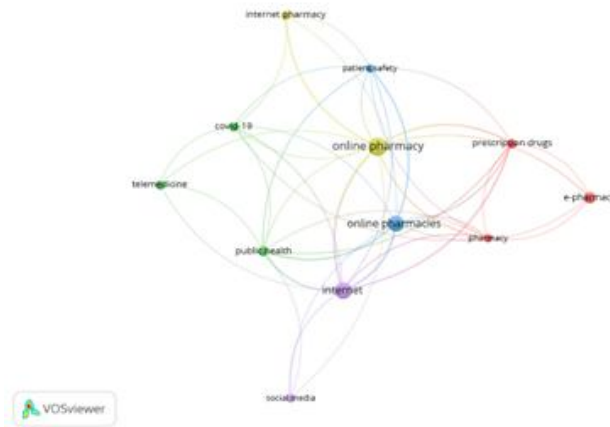 internet pharmacy
patient safety
covid-19
online pharmacy
prescription drugs
telemedicine
e-pharmac
online pharmacies
pharmacy
public health
internet
social media
VOSviewer